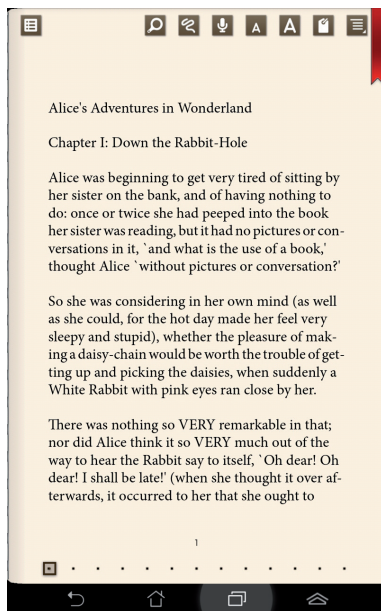 A
A
Alice's Adventures in Wonderland
Chapter I: Down the Rabbit-Hole
Alice was beginning to get very tired of sitting by
her sister on the bank, and of having nothing to
do: once or twice she had peeped into the book
her sister was reading, but it had no pictures or con-
versations in it, `and what is the use of a book,'
thought Alice `without pictures or conversation?'
So she was considering in her own mind (as well
as she could, for the hot day made her feel very
sleepy and stupid), whether the pleasure of mak-
ing a daisy-chain would be worth the trouble of get-
ting up and picking the daisies, when suddenly a
White Rabbit with pink eyes ran close by her.
There was nothing so VERY remarkable in that;
nor did Alice think it so VERY much out of the
way to hear the Rabbit say to itself, `Oh dear! Oh
dear! I shall be late!' (when she thought it over af-
terwards, it occurred to her that she ought to
1